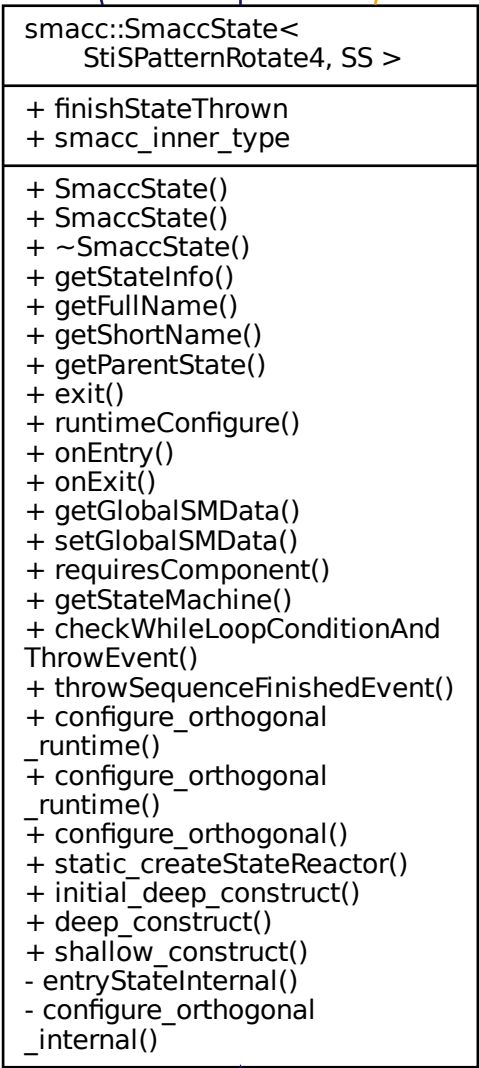 smacc::SmaccState<
StiSPatternRotate4, SS >
+ finishStateThrown
+ smacc_inner_type
+ SmaccState()
+ SmaccState()
+ ~SmaccState()
+ getStateInfo()
+ getFullName()
+ getShortName()
+ getParentState()
+ exit()
+ runtimeConfigure()
+ onEntry()
+ onExit()
+ getGlobalSMData()
+ setGlobalSMData()
+ requiresComponent()
+ getStateMachine()
+ checkWhileLoopConditionAnd
ThrowEvent()
+ throwSequenceFinishedEvent()
+ configure_orthogonal
_runtime()
+ configure_orthogonal
_runtime()
+ configure_orthogonal()
+ static_createStateReactor()
+ initial_deep_construct()
+ deep_construct()
+ shallow_construct()
- entryStateInternal()
- configure_orthogonal
_internal()